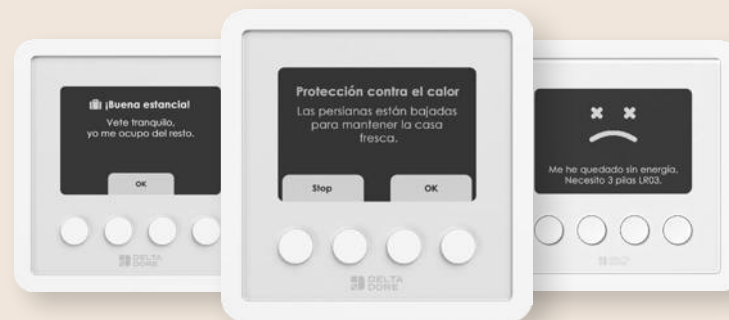 ¡Buena estancia!
Vete tranquilo,
yo me ocupo del resto.
OK
DELTA
DORE
Protección contra el calor
Las persianas están bajadas
para mantener la casa
fresca.
Stop
OK
DELTA
DORE
Me he quedado sin energía.
Necesito 3 pilas LR03.
DELTA
DORE